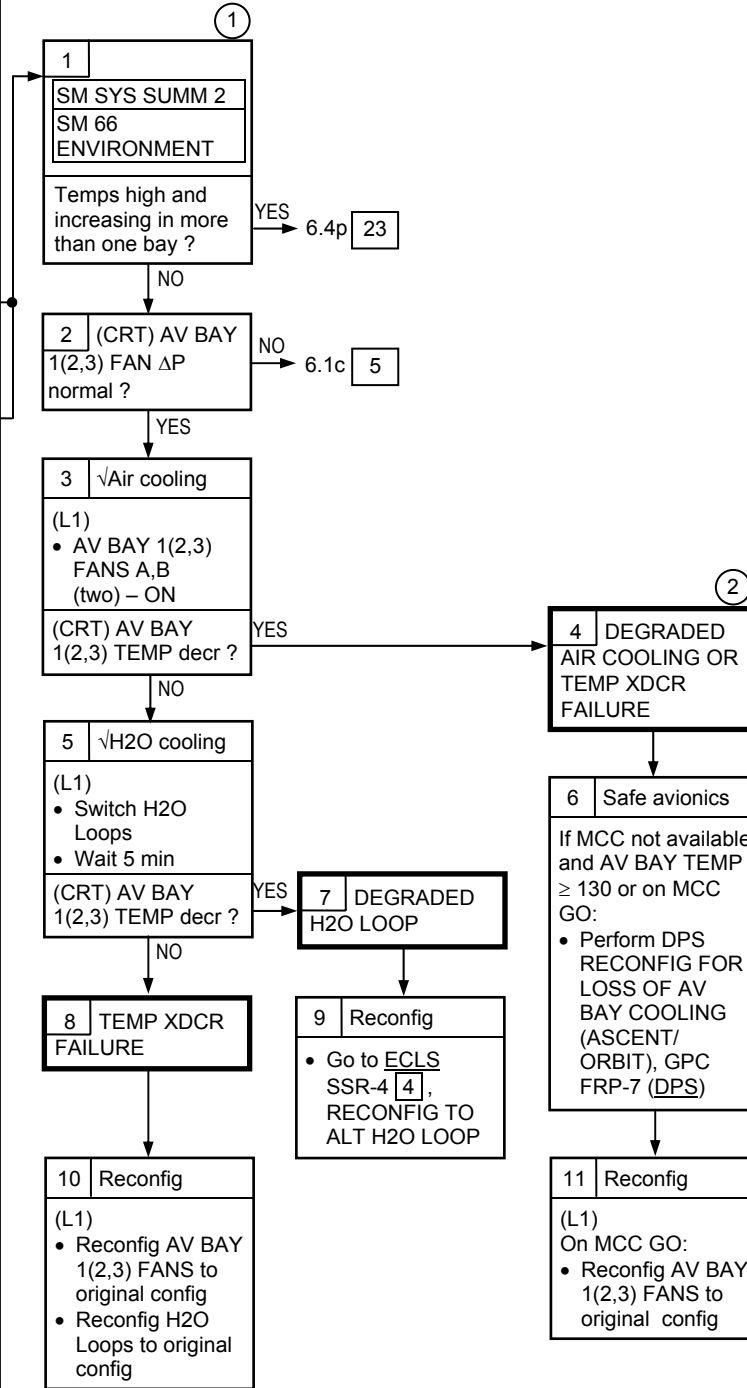 1
1
SM SYS SUMM 2
SM 66
ENVIRONMENT
Temps high and
increasing in more
than one bay ?
YES
6.4p 23
NO
2 (CRT) AV BAY
1(2,3) FAN ΔP
normal ?
NO
6.1c 5
YES
3 √Air cooling
(L1)
• AV BAY 1(2,3)
FANS A,B
(two) – ON
(CRT) AV BAY
1(2,3) TEMP decr ?
YES
NO
2
4 DEGRADED
AIR COOLING OR
TEMP XDCR
FAILURE
5 √H2O cooling
(L1)
• Switch H2O
Loops
• Wait 5 min
(CRT) AV BAY
1(2,3) TEMP decr ?
YES
NO
6 Safe avionics
If MCC not available
and AV BAY TEMP
≥ 130 or on MCC
GO:
• Perform DPS
RECONFIG FOR
LOSS OF AV
BAY COOLING
(ASCENT/
ORBIT), GPC
FRP-7 (DPS)
7 DEGRADED
H2O LOOP
8 TEMP XDCR
FAILURE
9 Reconfig
• Go to ECLS
SSR-4 4 ,
RECONFIG TO
ALT H2O LOOP
10 Reconfig
(L1)
• Reconfig AV BAY
1(2,3) FANS to
original config
• Reconfig H2O
Loops to original
config
11 Reconfig
(L1)
On MCC GO:
• Reconfig AV BAY
1(2,3) FANS to
original config